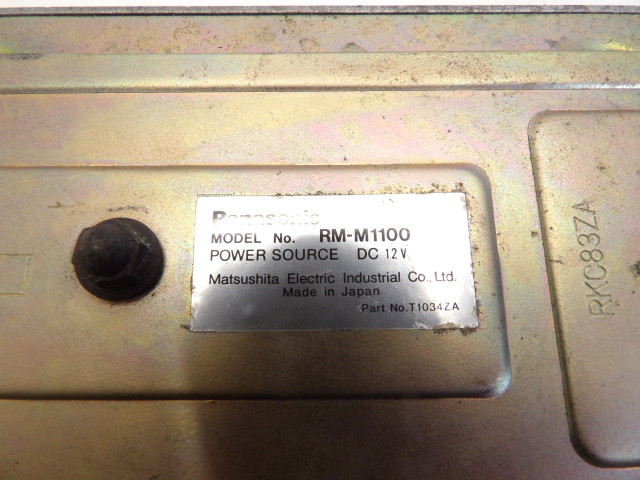 Panasonic
MODEL No. RM-M1100
POWER SOURCE DC 12V
Matsushita Electric Industrial Co., Ltd.
Made in Japan
Part No. T1034ZA
RKC83ZA